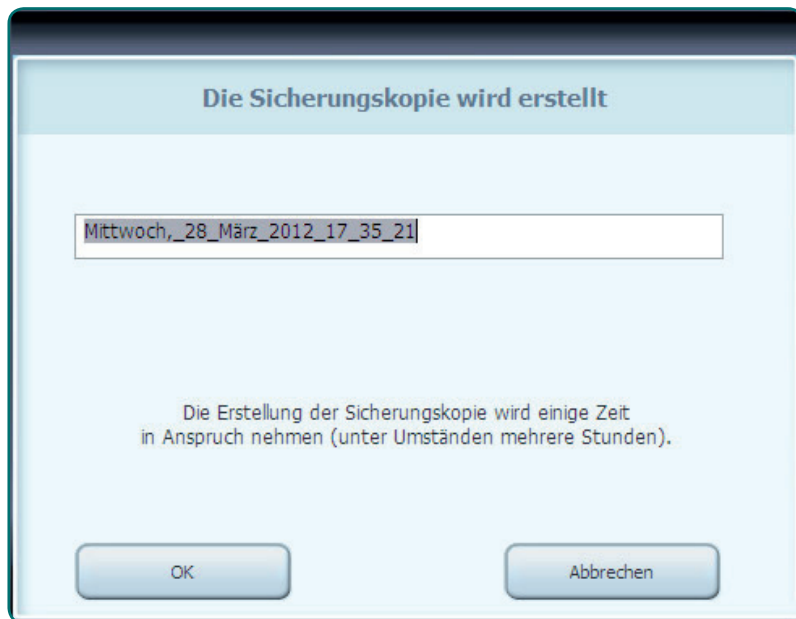 Die Sicherungskopie wird erstellt
Mittwoch,_28_März_2012_17_35_21
Die Erstellung der Sicherungskopie wird einige Zeit
in Anspruch nehmen (unter Umständen mehrere Stunden).
OK
Abbrechen